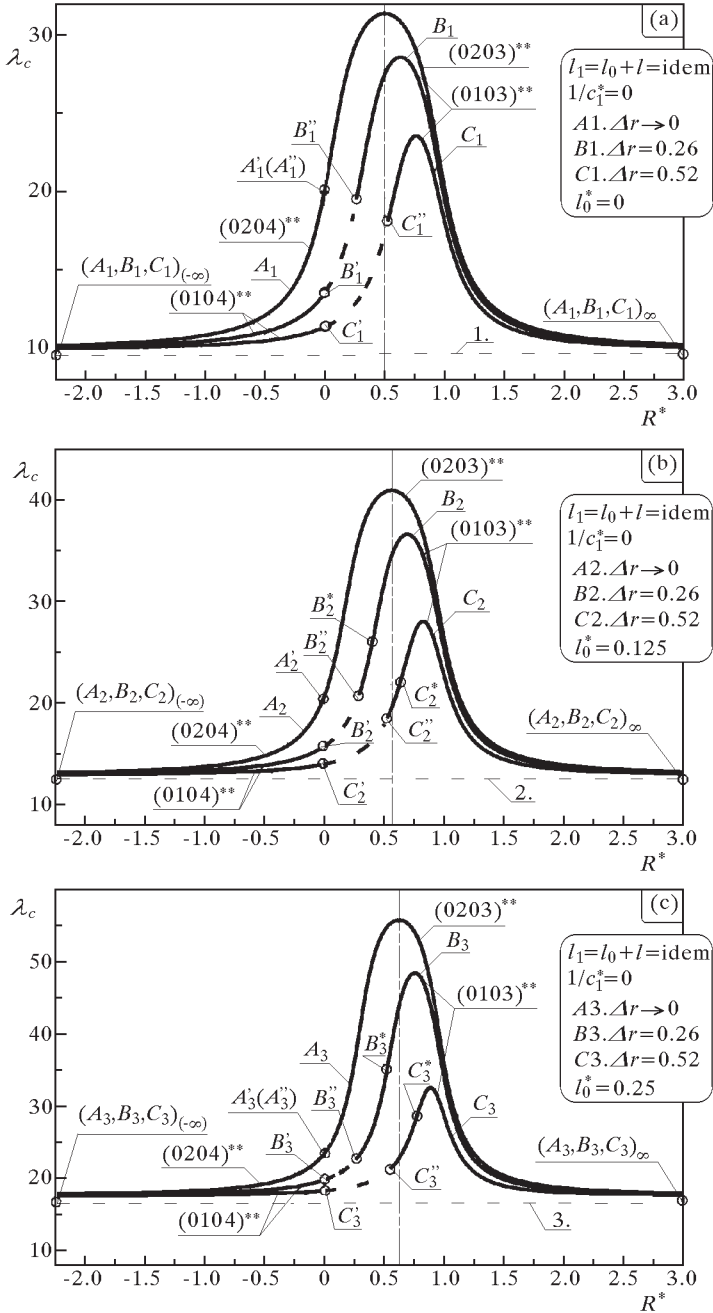 (a)
λc
30
20
10
B₁
(0203)**
(0103)**
C₁
B₁″
A₁′(A₁″)
(0204)**
C₁″
A₁
B₁′
(A₁,B₁,C₁)(-∞)
(0104)**
C₁′
(A₁,B₁,C₁)∞
1.
l₁=l₀+l=idem
1/c₁*=0
A1.Δr→0
B1.Δr=0.26
C1.Δr=0.52
l₀*=0
-2.0 -1.5 -1.0 -0.5 0 0.5 1.0 1.5 2.0 2.5 3.0
R*
(b)
λc
40
30
20
10
(0203)**
B₂
(0103)**
C₂
B₂*
B₂″
A₂′
(A₂,B₂,C₂)(-∞)
A₂
C₂*
C₂″
(0204)**
B₂′
(0104)**
C₂′
(A₂,B₂,C₂)∞
2.
l₁=l₀+l=idem
1/c₁*=0
A2.Δr→0
B2.Δr=0.26
C2.Δr=0.52
l₀*=0.125
-2.0 -1.5 -1.0 -0.5 0 0.5 1.0 1.5 2.0 2.5 3.0
R*
(c)
λc
50
40
30
20
10
(0203)**
B₃
(0103)**
A₃
B₃*
C₃*
C₃
B₃″
A₃′(A₃″)
(A₃,B₃,C₃)(-∞)
B₃′
(0204)**
C₃″
(0104)**
C₃′
(A₃,B₃,C₃)∞
3.
l₁=l₀+l=idem
1/c₁*=0
A3.Δr→0
B3.Δr=0.26
C3.Δr=0.52
l₀*=0.25
-2.0 -1.5 -1.0 -0.5 0 0.5 1.0 1.5 2.0 2.5 3.0
R*